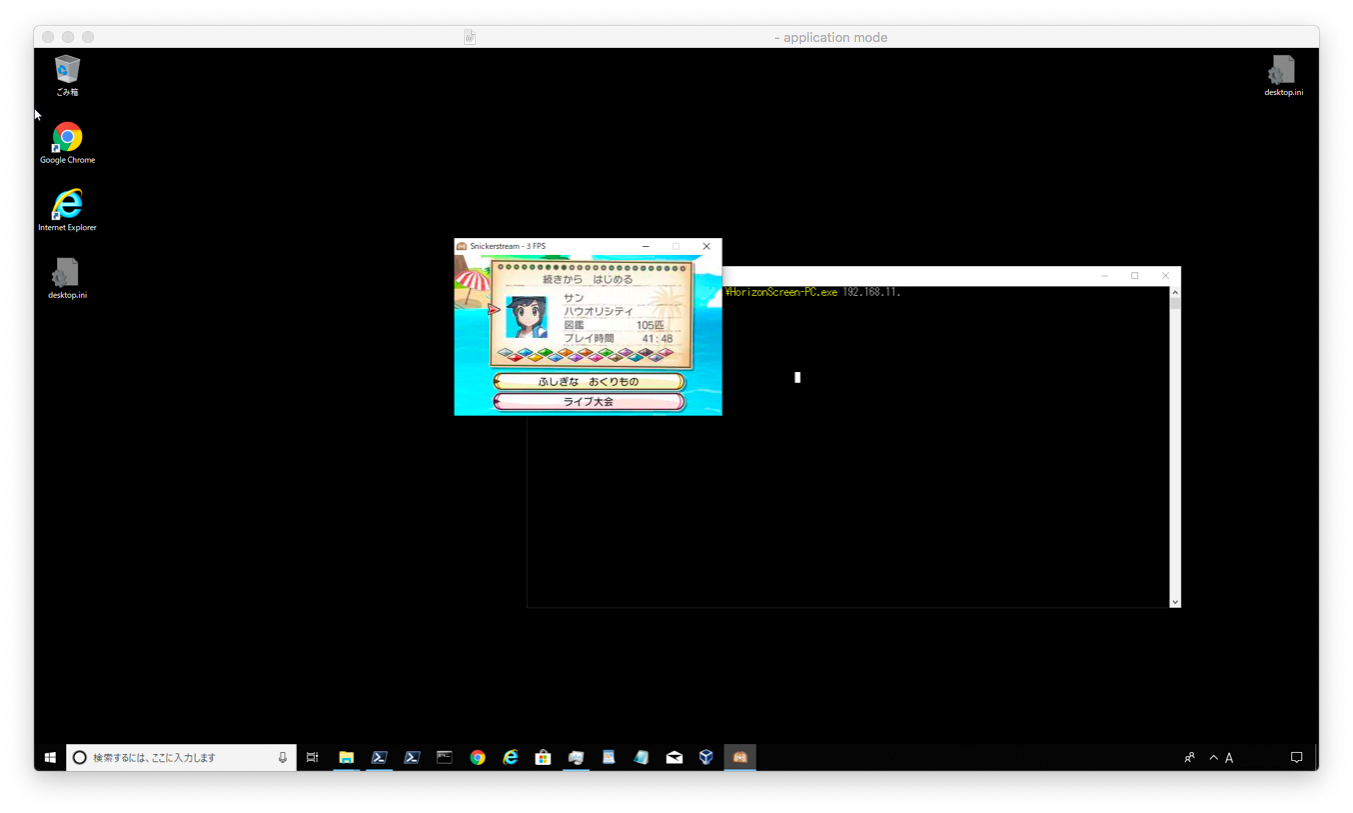 - application mode
ごみ箱
desktop.ini
Google Chrome
Internet Explorer
desktop.ini
Snickerstream - 3 FPS
続きから はじめる
サン
ハウオリシティ
図鑑 105匹
プレイ時間 41:48
ふしぎな おくりもの
ライブ大会
¥HorizonScreen-PC.exe 192.168.11.
検索するには、ここに入力します
A